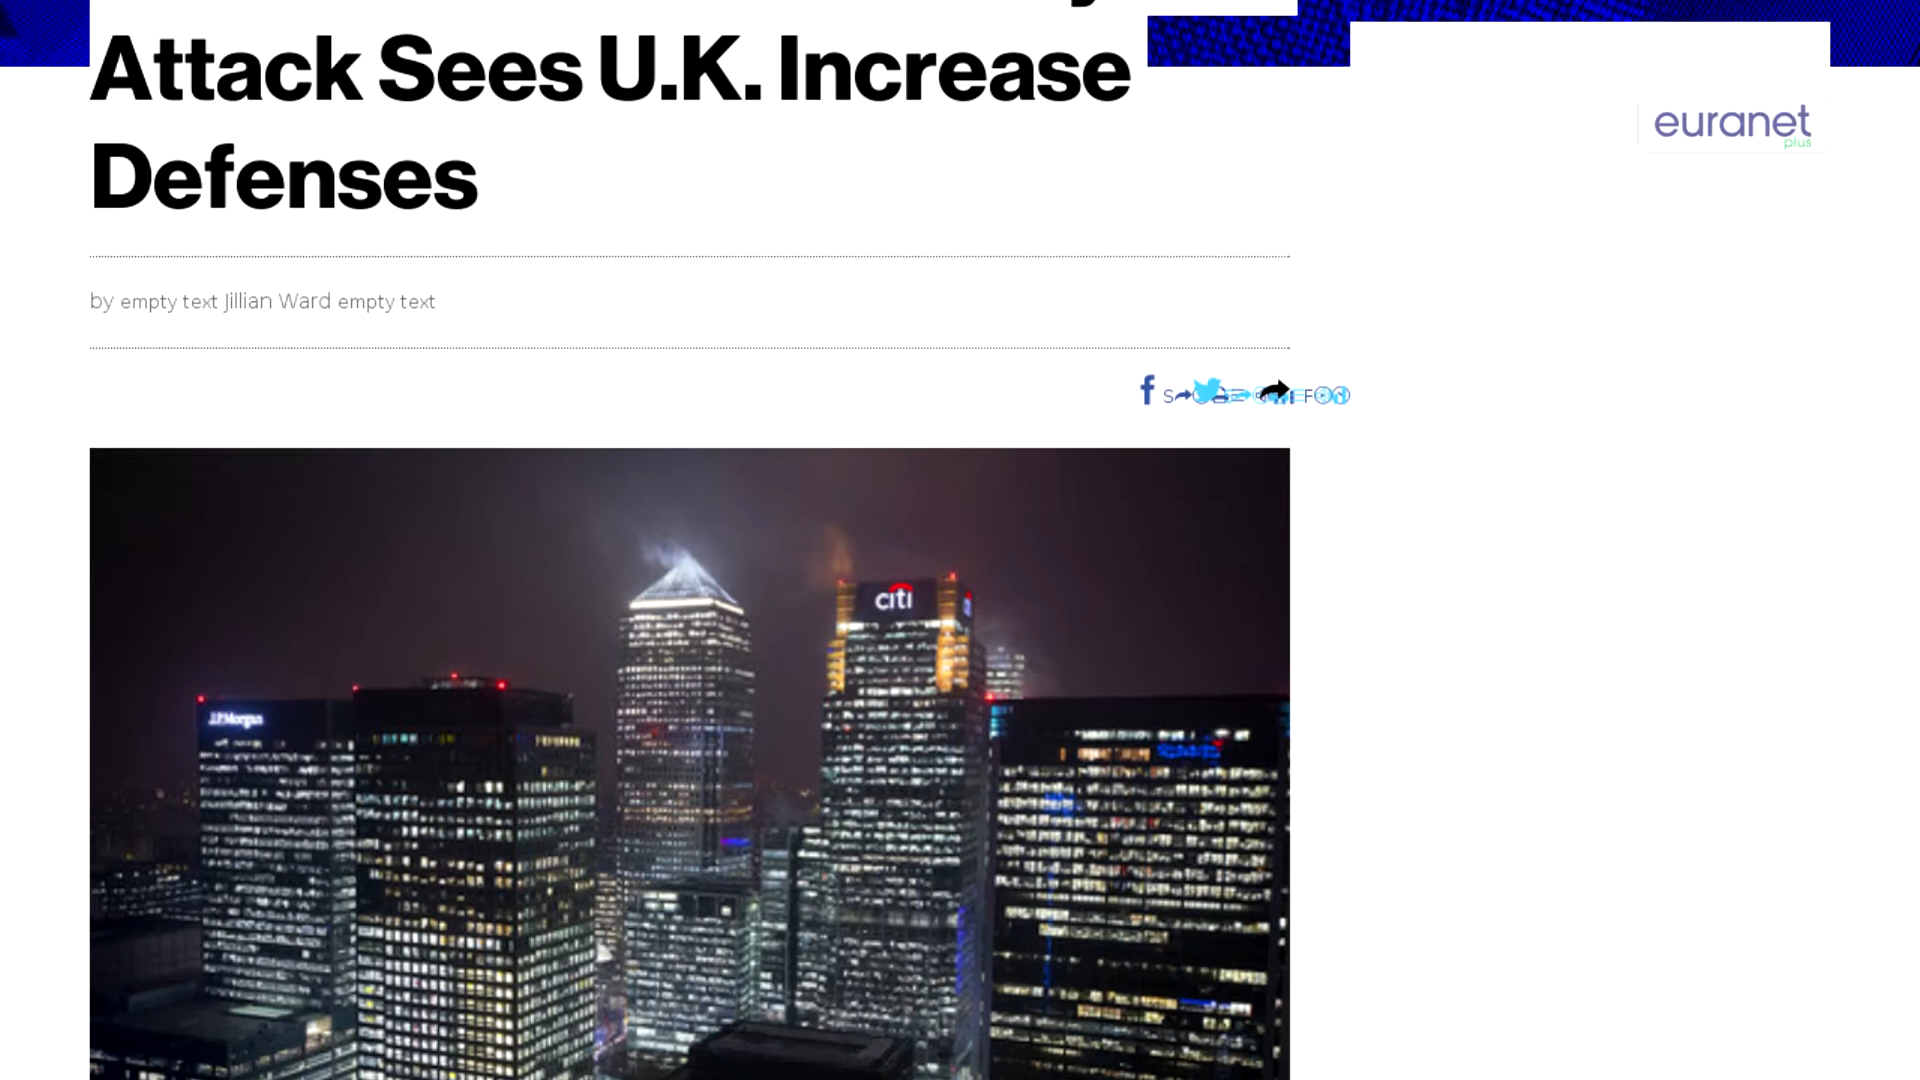 Attack Sees U.K. Increase
Defenses
euranet
plus
by empty text Jillian Ward empty text
citi
J.P.Morgan